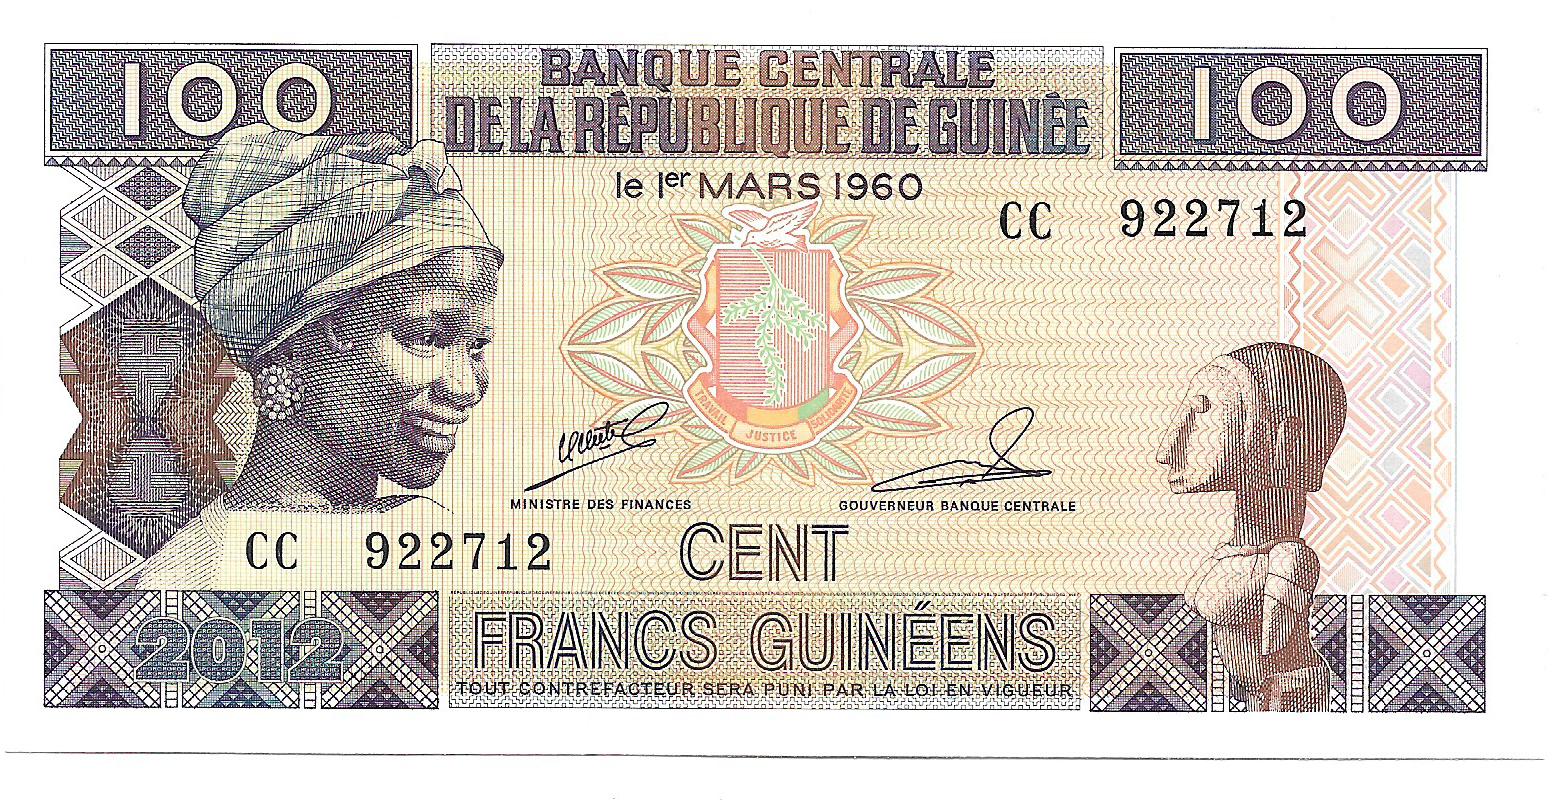 100
BANQUE CENTRALE
DE LA RÉPUBLIQUE DE GUINÉE
100
le 1er MARS 1960
CC 922712
TRAVAIL JUSTICE SOLIDARITE
MINISTRE DES FINANCES
GOUVERNEUR BANQUE CENTRALE
CC 922712
CENT
2012
FRANCS GUINÉENS
TOUT CONTREFACTEUR SERA PUNI PAR LA LOI EN VIGUEUR